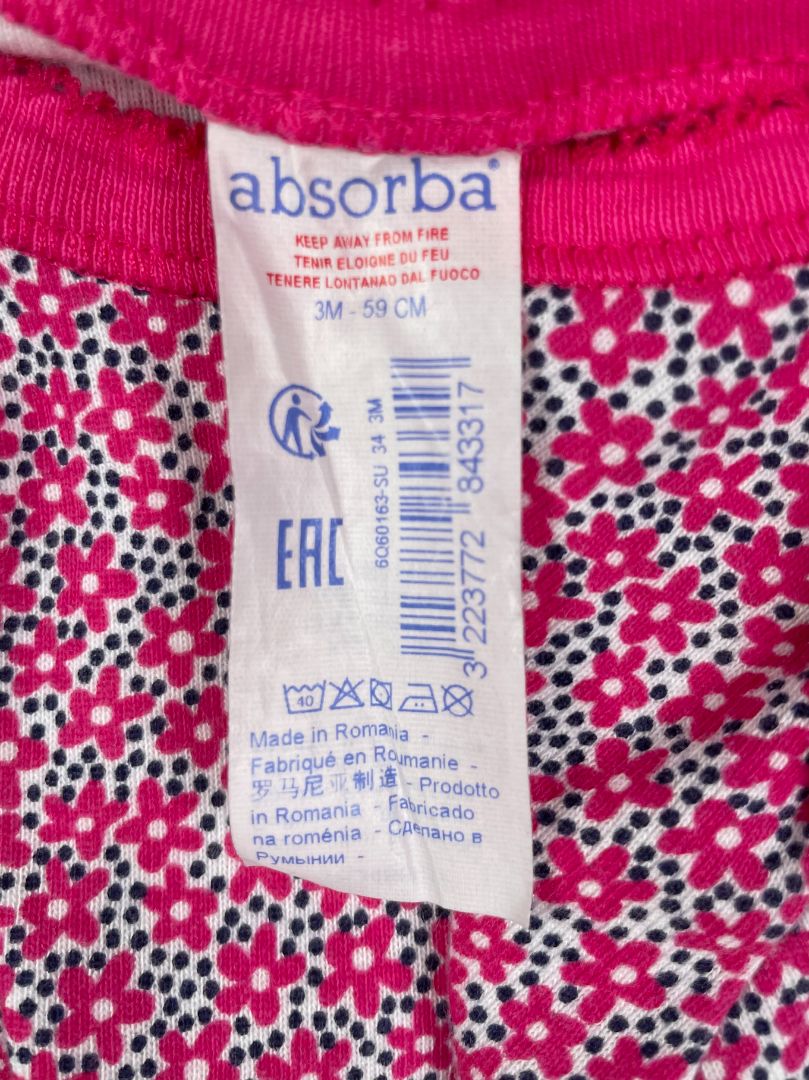 absorba®
KEEP AWAY FROM FIRE
TENIR ELOIGNE DU FEU
TENERE LONTANAO DAL FUOCO
3M - 59 CM
6Q60163-SU 34 3M
3 223772 843317
EAC
40
Made in Romania -
Fabriqué en Roumanie -
罗马尼亚制造 - Prodotto
in Romania - Fabricado
na roménia - Сделано в
Румынии -